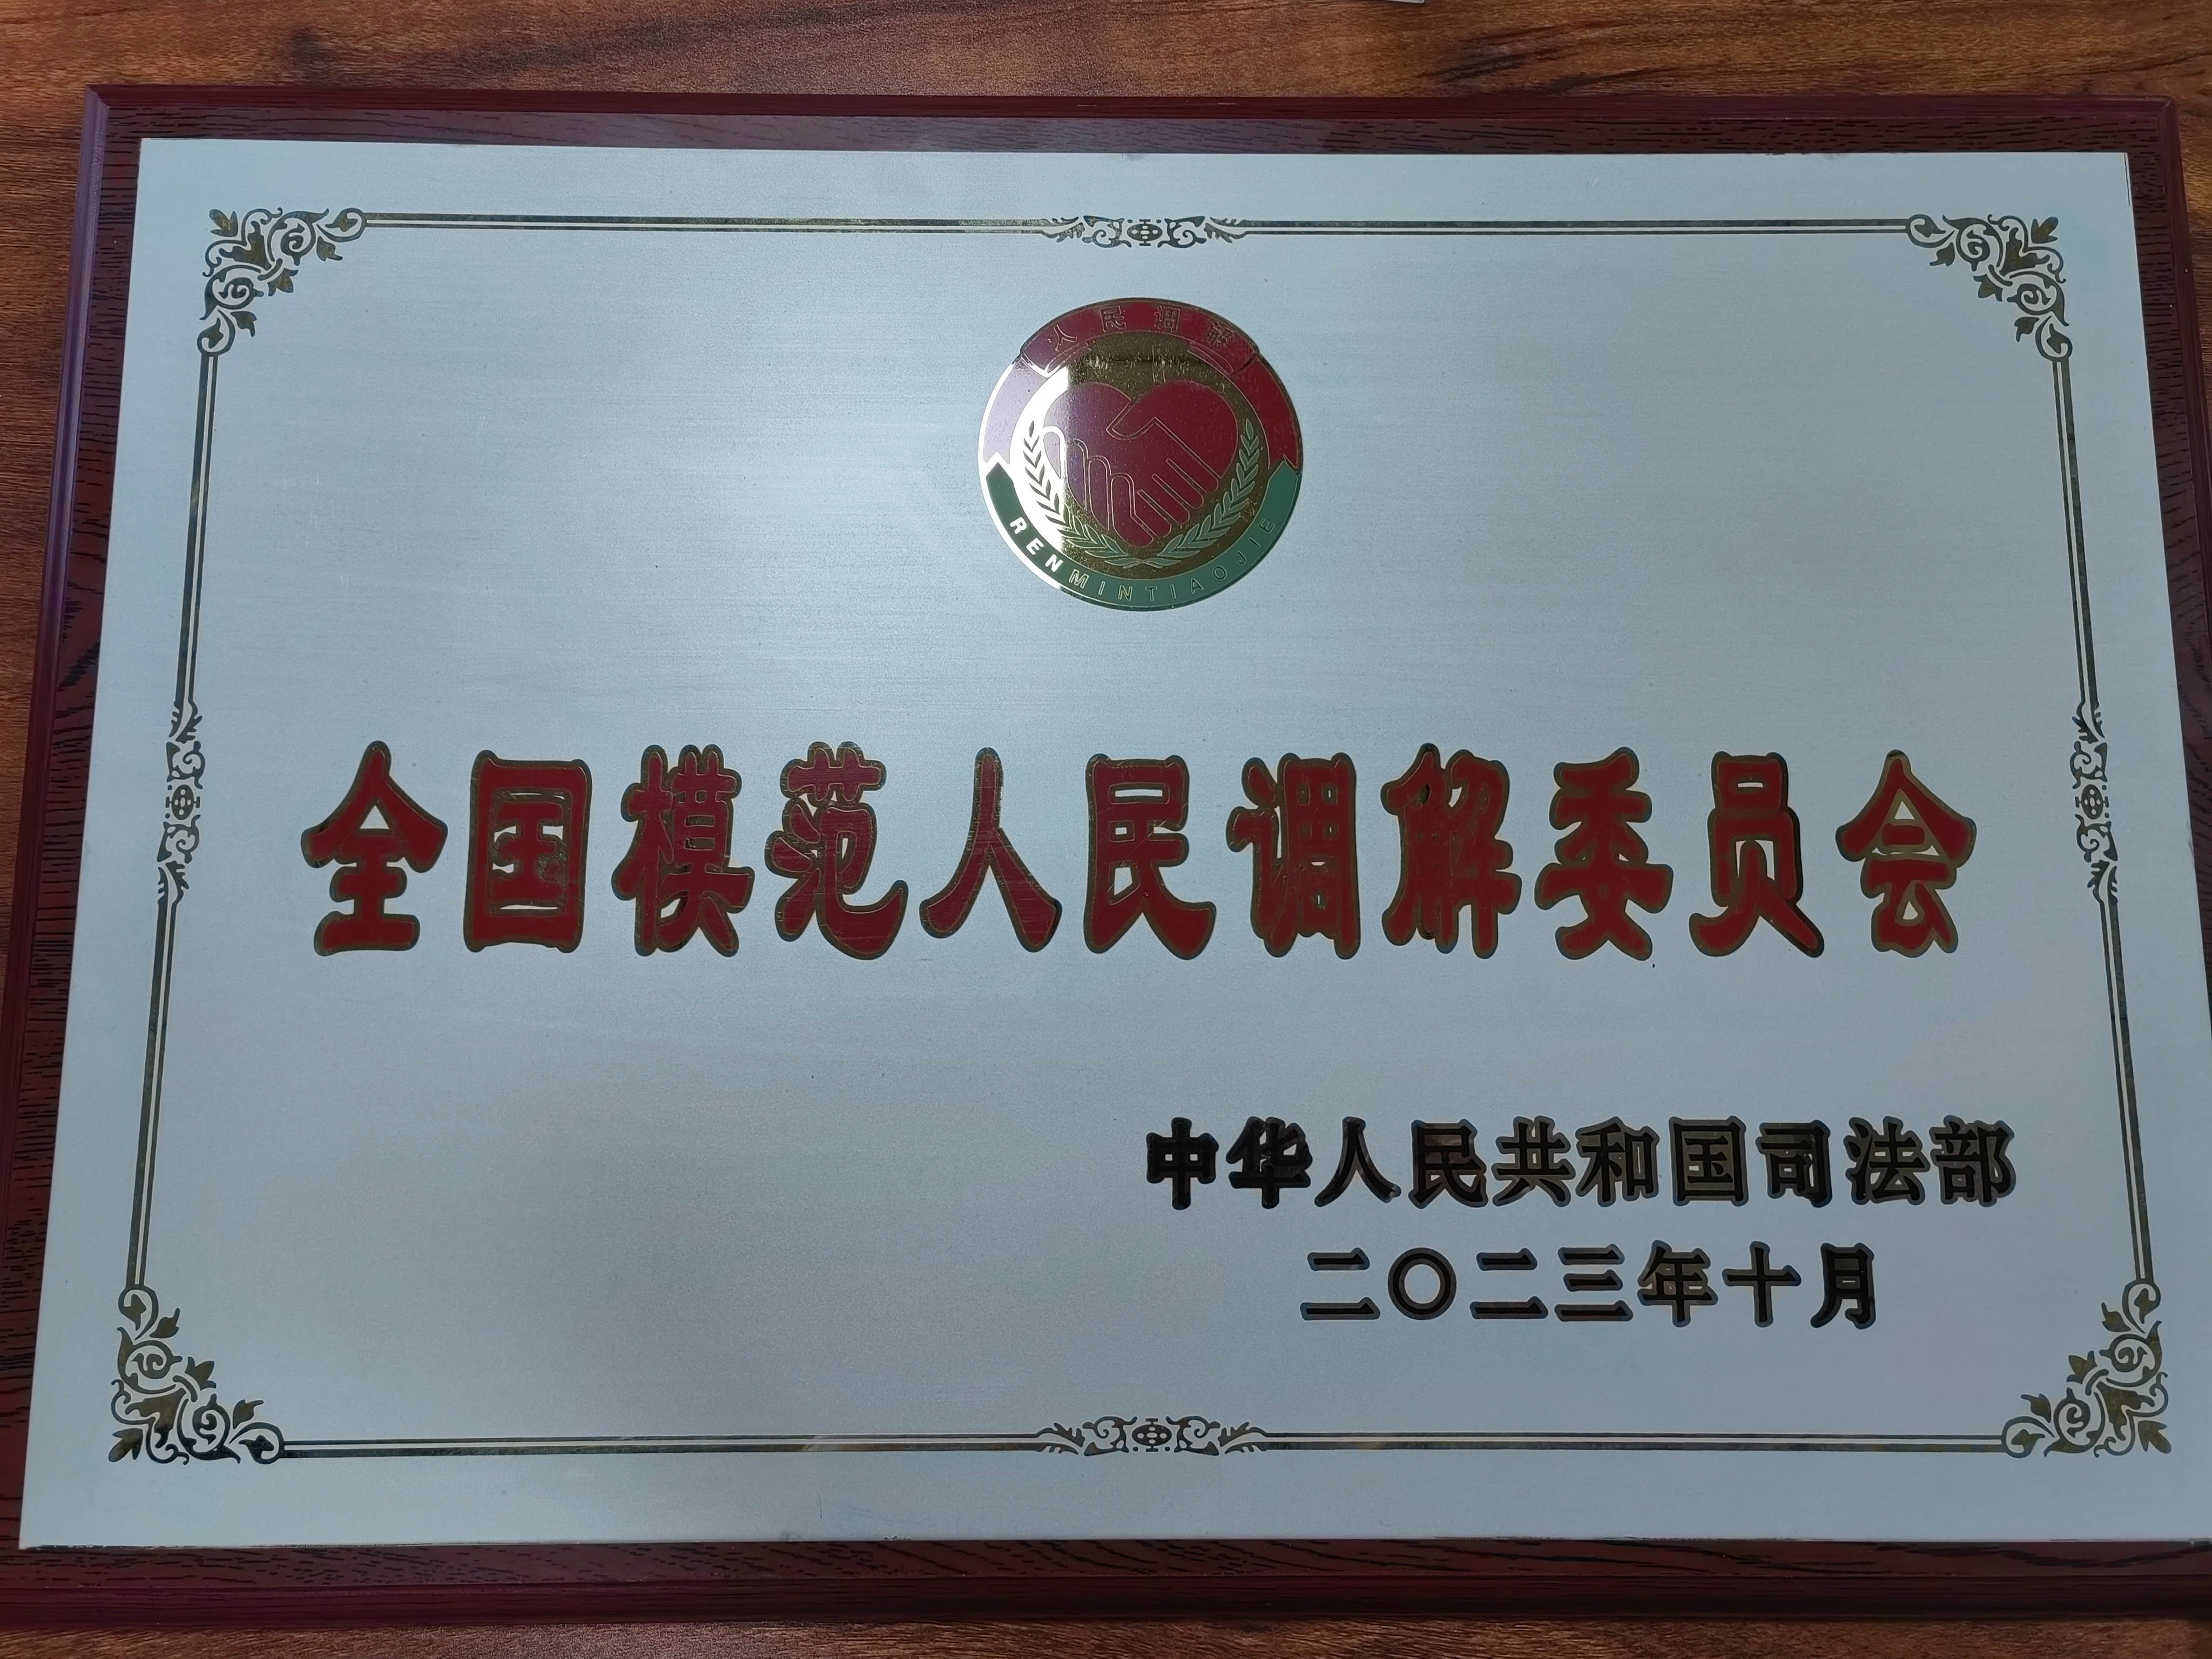 人民调解
RENMINTIAOJIE
全国模范人民调解委员会
中华人民共和国司法部
二〇二三年十月